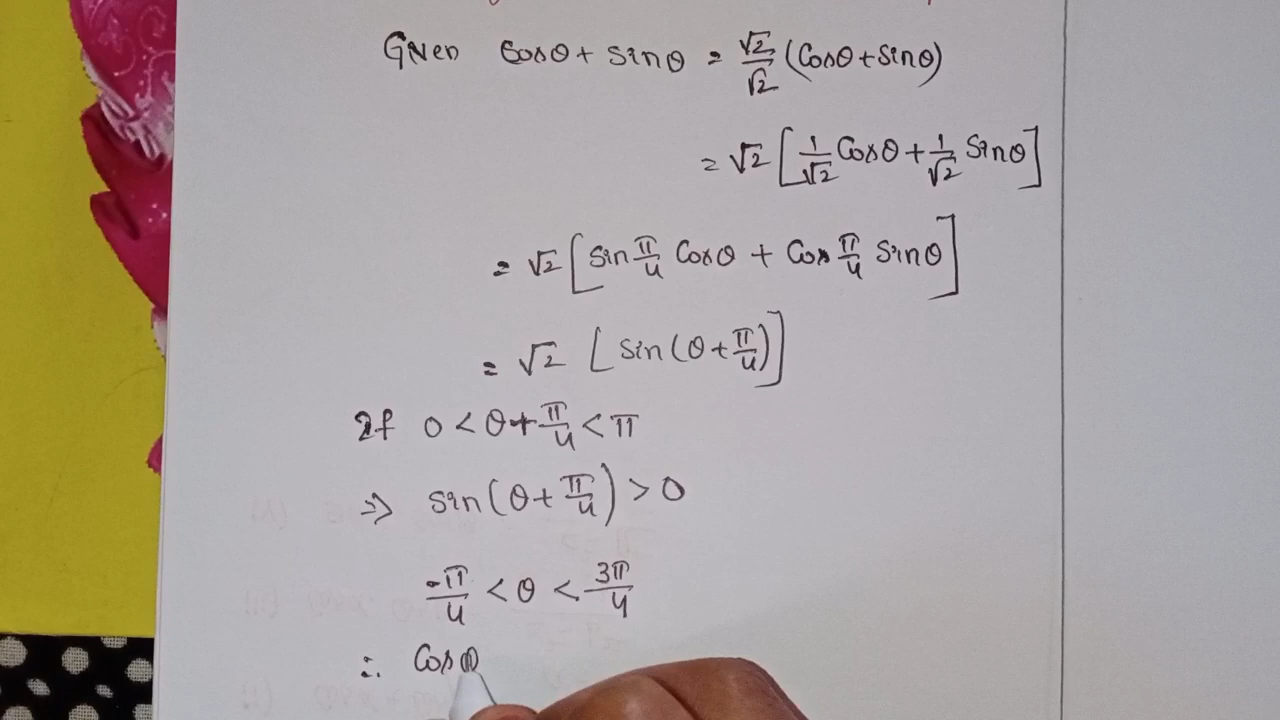 Given Cosθ + sinθ = √2/√2 (Cosθ + sinθ)
= √2 [1/√2 Cosθ + 1/√2 Sinθ]
= √2 [Sin π/4 Cosθ + Cos π/4 Sinθ]
= √2 [Sin(θ + π/4)]
If 0 < θ + π/4 < π
⇒ sin(θ + π/4) > 0
-π/4 < θ < 3π/4
∴ Cosθ